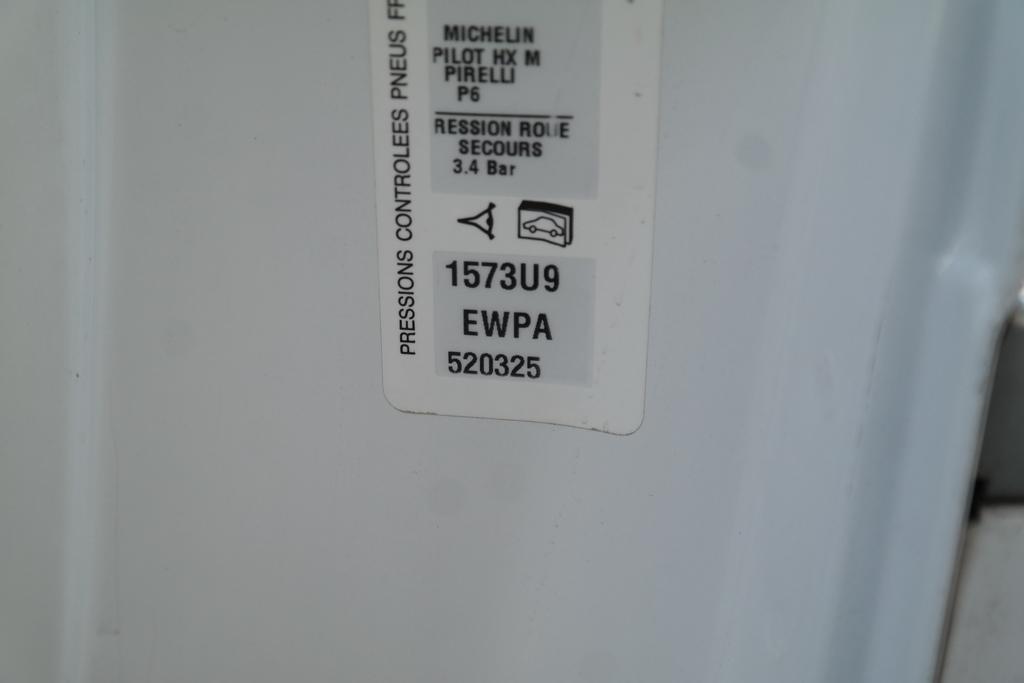 MICHELIN
PILOT HX M
PIRELLI
P6
RESSION ROUE
SECOURS
3.4 Bar
PRESSIONS CONTROLEES PNEUS
1573U9
EWPA
520325